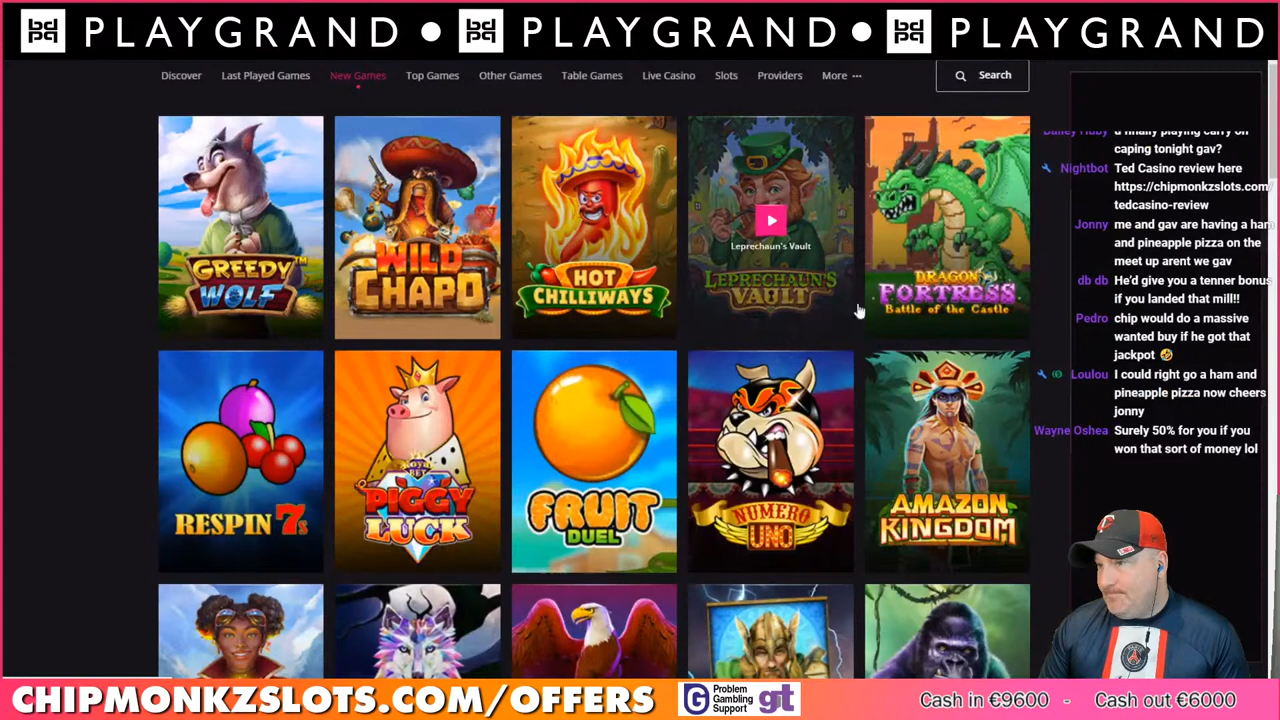 PLAYGRAND ● PLAYGRAND ● PLAYGRAND
Discover Last Played Games New Games Top Games Other Games Table Games Live Casino Slots Providers More ··· Search
GREEDY WOLF™
WILD CHAPO
HOT CHILLIWAYS
Leprechaun's Vault
LEPRECHAUN'S VAULT
DRAGON FORTRESS
Battle of the Castle
RESPIN 7s
PIGGY LUCK
FRUIT DUEL
NUMERO UNO
AMAZON KINGDOM
caping tonight gav?
Nightbot Ted Casino review here
https://chipmonkzslots.com/
tedcasino-review
Jonny me and gav are having a ham
and pineapple pizza on the
meet up arent we gav
db db He'd give you a tenner bonus
if you landed that mill!!
Pedro chip would do a massive
wanted buy if he got that
jackpot 🤣
Loulou I could right go a ham and
pineapple pizza now cheers
jonny
Wayne Oshea Surely 50% for you if you
won that sort of money lol
CHIPMONKZSLOTS.COM/OFFERS
Problem
Gambling
Support
gt
Cash in €9600 - Cash out €6000